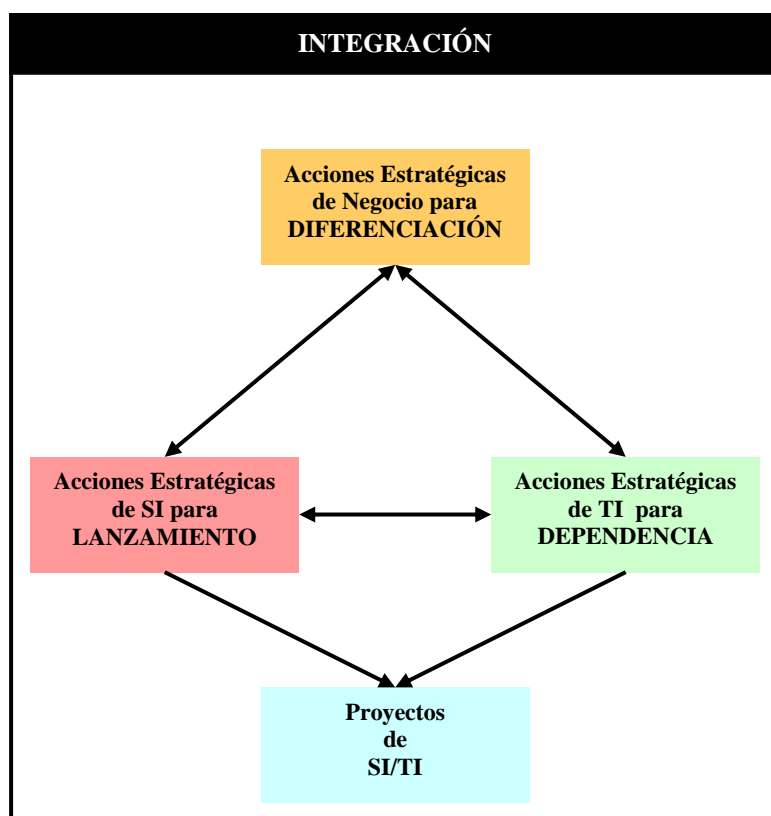 INTEGRACIÓN
Acciones Estratégicas
de Negocio para
DIFERENCIACIÓN
Acciones Estratégicas
de SI para
LANZAMIENTO
Acciones Estratégicas
de TI para
DEPENDENCIA
Proyectos
de
SI/TI